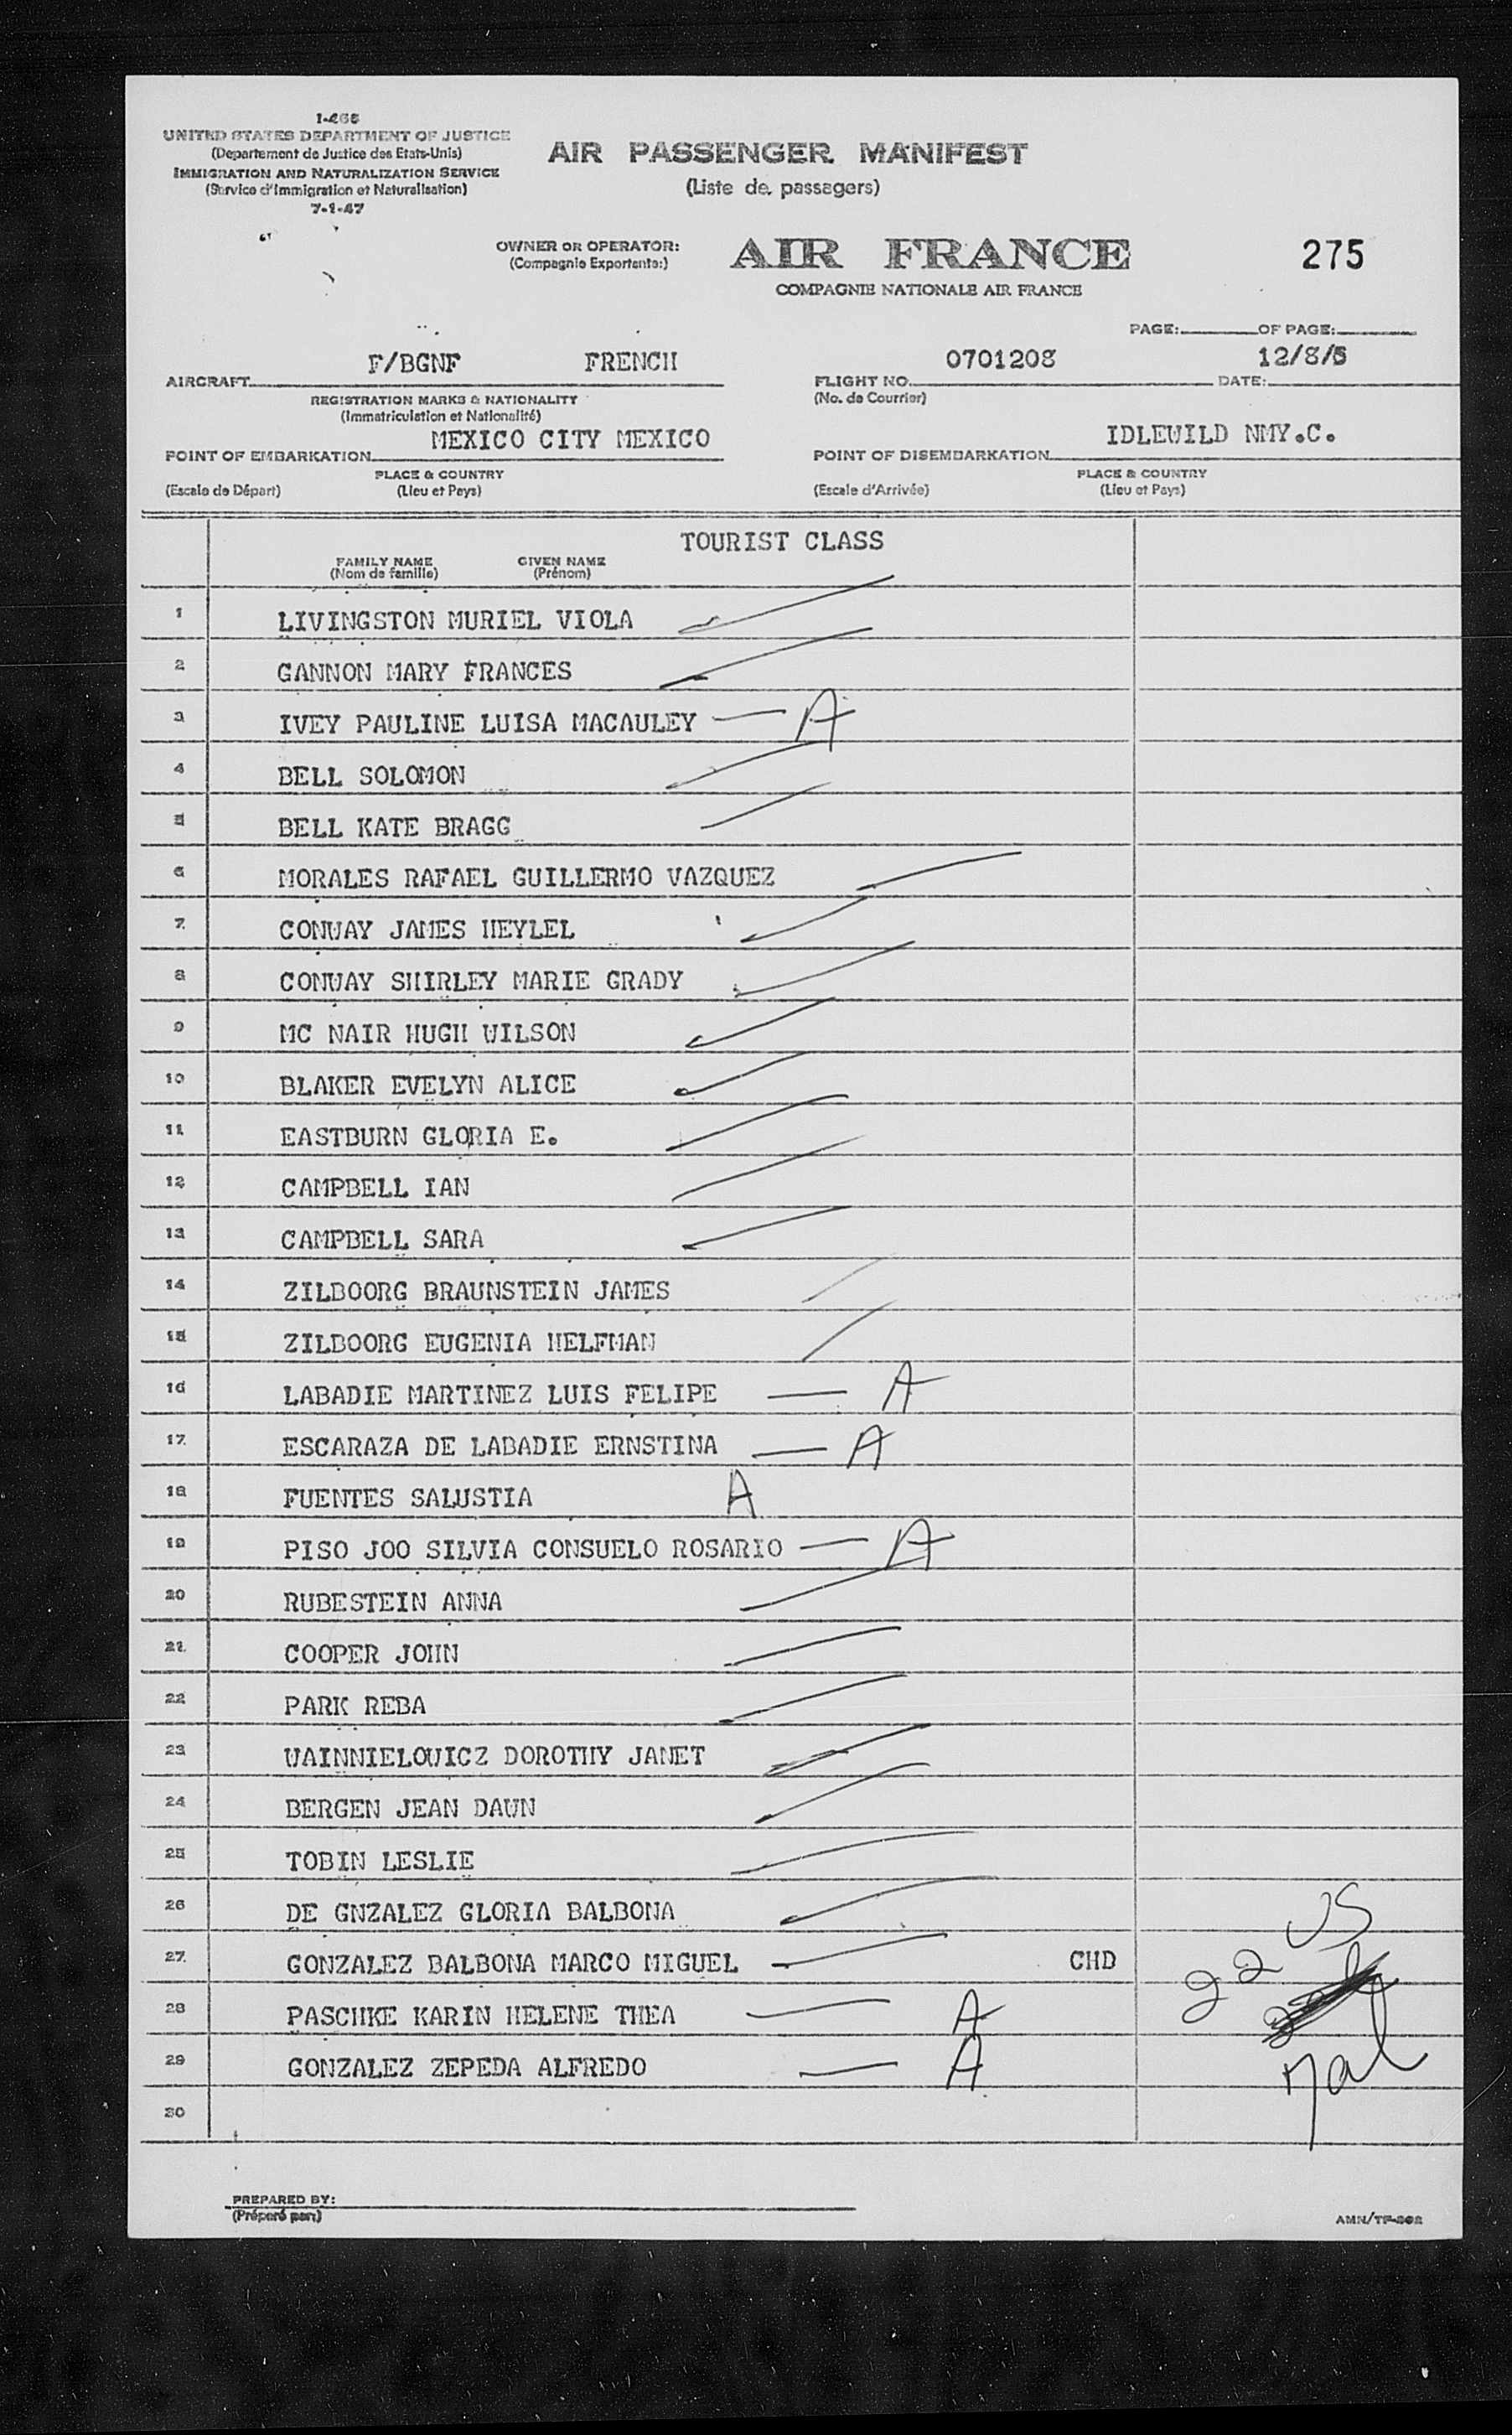 I-466
UNITED STATES DEPARTMENT OF JUSTICE
(Departement de Justice des Etats-Unis)
IMMIGRATION AND NATURALIZATION SERVICE
(Service d'Immigration et Naturalisation)
7-1-47
AIR PASSENGER MANIFEST
(Liste de passagers)
OWNER OR OPERATOR:
(Compagnie Exportante:)
AIR FRANCE
COMPAGNIE NATIONALE AIR FRANCE
275
PAGE: OF PAGE:
AIRCRAFT F/BGNF FRENCH
REGISTRATION MARKS & NATIONALITY
(Immatriculation et Nationalité)
FLIGHT NO. 0701208 DATE: 12/8/5
(No. de Courrier)
POINT OF EMBARKATION MEXICO CITY MEXICO
PLACE & COUNTRY
(Escale de Départ) (Lieu et Pays)
POINT OF DISEMBARKATION IDLEWILD NMY.C.
PLACE & COUNTRY
(Escale d'Arrivée) (Lieu et Pays)
TOURIST CLASS
FAMILY NAME GIVEN NAME
(Nom de famille) (Prénom)
1 LIVINGSTON MURIEL VIOLA
2 GANNON MARY FRANCES
3 IVEY PAULINE LUISA MACAULEY — A
4 BELL SOLOMON
5 BELL KATE BRAGG
6 MORALES RAFAEL GUILLERMO VAZQUEZ
7 CONWAY JAMES HEYLEL
8 CONWAY SHIRLEY MARIE GRADY
9 MC NAIR HUGH WILSON
10 BLAKER EVELYN ALICE
11 EASTBURN GLORIA E.
12 CAMPBELL IAN
13 CAMPBELL SARA
14 ZILBOORG BRAUNSTEIN JAMES
15 ZILBOORG EUGENIA HELFMAN
16 LABADIE MARTINEZ LUIS FELIPE — A
17 ESCARAZA DE LABADIE ERNSTINA — A
18 FUENTES SALUSTIA A
19 PISO JOO SILVIA CONSUELO ROSARIO — A
20 RUBESTEIN ANNA
21 COOPER JOHN
22 PARK REBA
23 WAINNIELOWICZ DOROTHY JANET
24 BERGEN JEAN DAWN
25 TOBIN LESLIE
26 DE GNZALEZ GLORIA BALBONA
27 GONZALEZ BALBONA MARCO MIGUEL CHD
22 US
28 PASCHKE KARIN HELENE THEA — A
29 GONZALEZ ZEPEDA ALFREDO — A
7 al
30
PREPARED BY:
(Préparé par:)